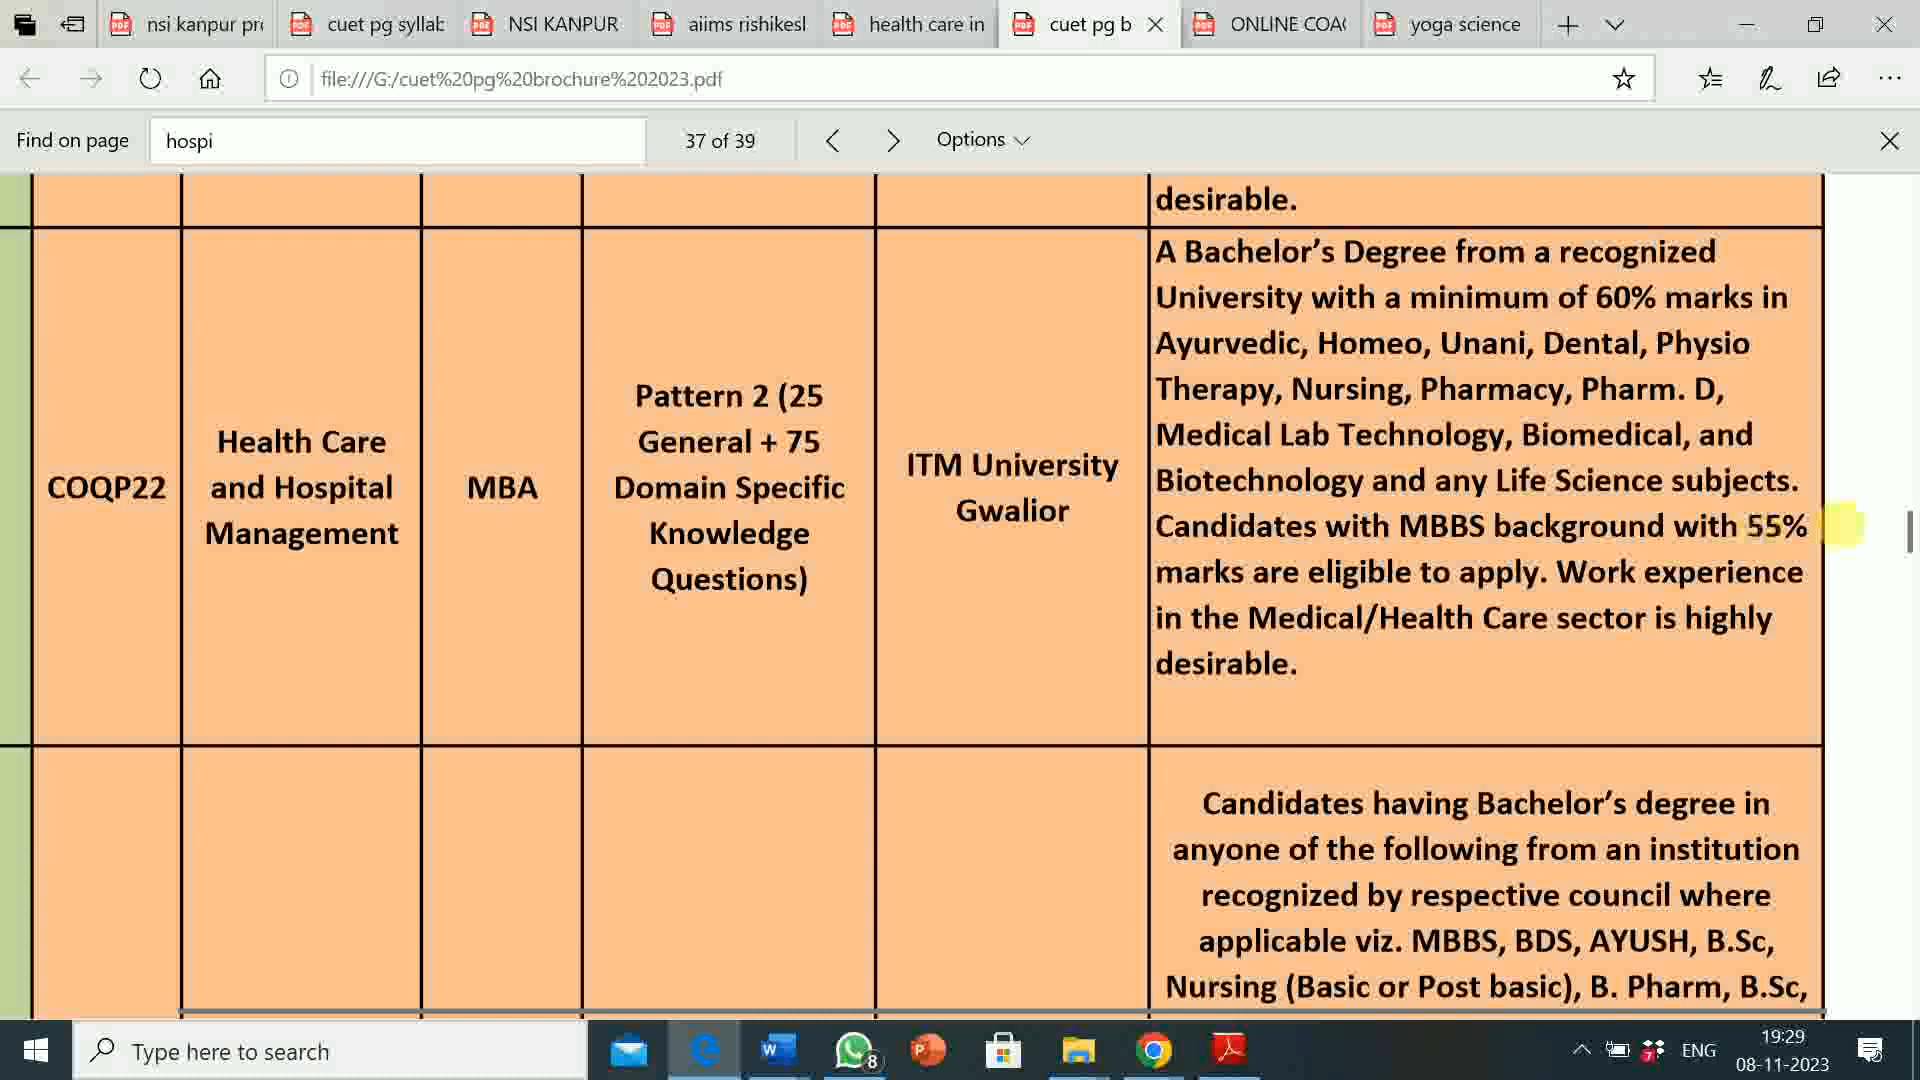 nsi kanpur pr
cuet pg syllab
NSI KANPUR
aiims rishikesl
health care in
cuet pg b
ONLINE COA
yoga science
file:///G:/cuet%20pg%20brochure%202023.pdf
Find on page
hospi
37 of 39
Options
desirable.
COQP22
Health Care
and Hospital
Management
MBA
Pattern 2 (25
General + 75
Domain Specific
Knowledge
Questions)
ITM University
Gwalior
A Bachelor’s Degree from a recognized
University with a minimum of 60% marks in
Ayurvedic, Homeo, Unani, Dental, Physio
Therapy, Nursing, Pharmacy, Pharm. D,
Medical Lab Technology, Biomedical, and
Biotechnology and any Life Science subjects.
Candidates with MBBS background with 55%
marks are eligible to apply. Work experience
in the Medical/Health Care sector is highly
desirable.
Candidates having Bachelor’s degree in
anyone of the following from an institution
recognized by respective council where
applicable viz. MBBS, BDS, AYUSH, B.Sc,
Nursing (Basic or Post basic), B. Pharm, B.Sc,
Type here to search
8
7
ENG
19:29
08-11-2023